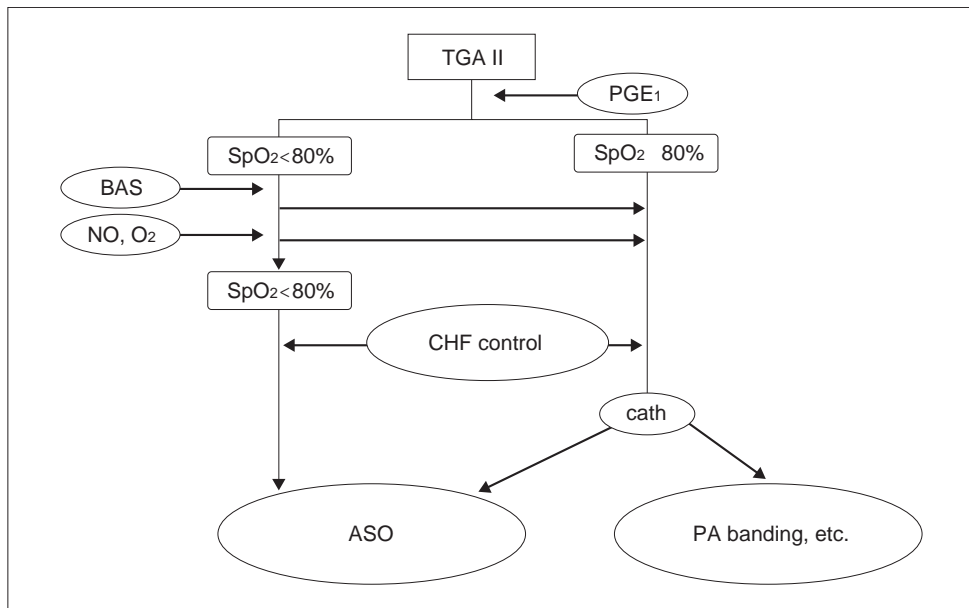 TGA II
PGE1
SpO2<80%
SpO2 80%
BAS
NO, O2
SpO2<80%
CHF control
cath
ASO
PA banding, etc.